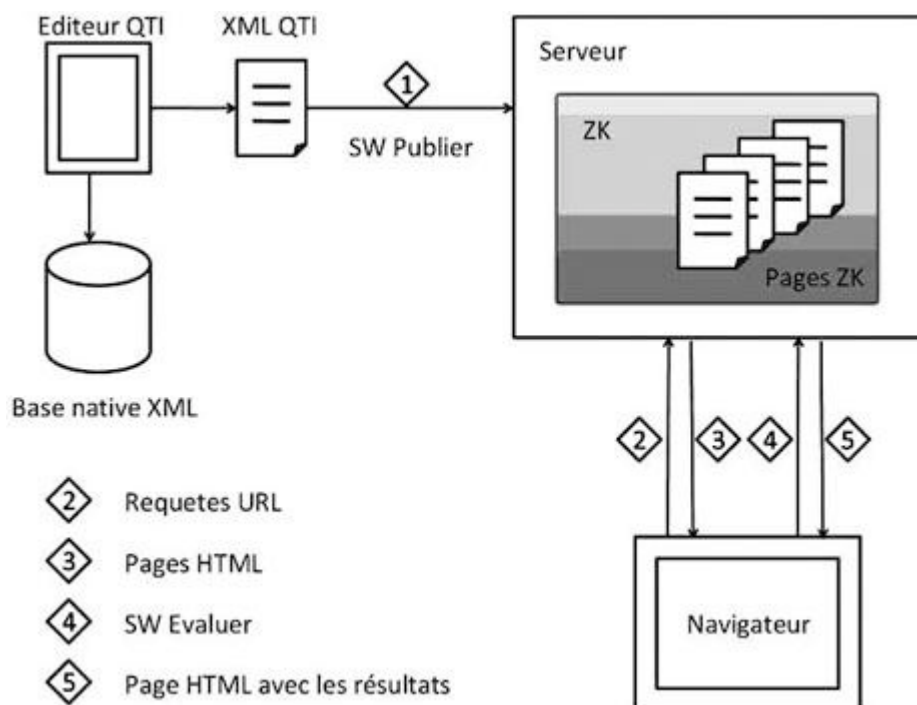 Editeur QTI
XML QTI
1
SW Publier
Serveur
ZK
Pages ZK
Base native XML
2
3
4
5
2 Requetes URL
3 Pages HTML
4 SW Evaluer
5 Page HTML avec les résultats
Navigateur